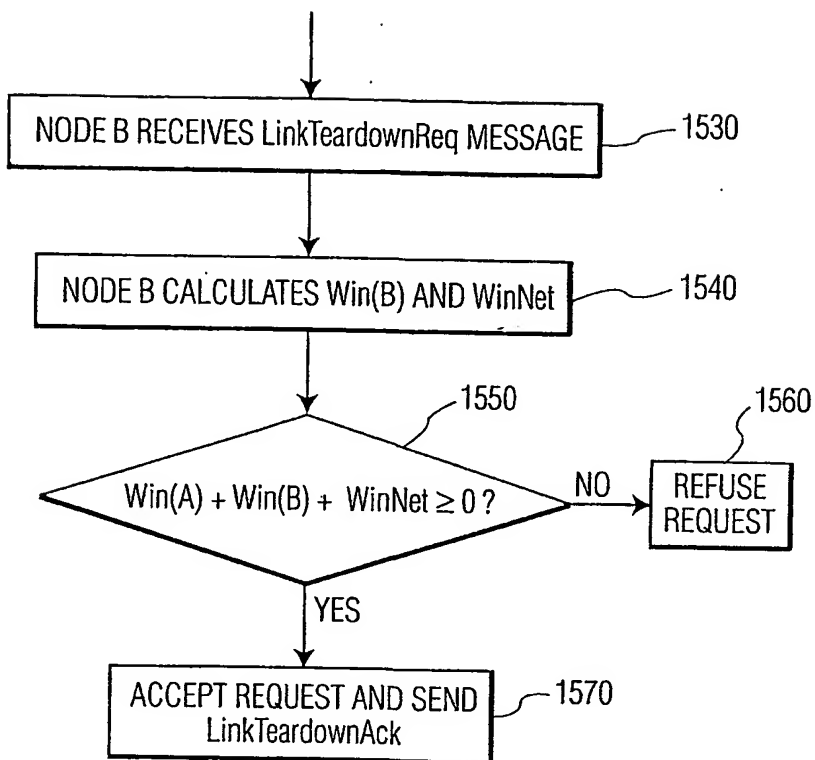 NODE B RECEIVES LinkTeardownReq MESSAGE
1530
NODE B CALCULATES Win(B) AND WinNet
1540
1550
Win(A) + Win(B) + WinNet ≥ 0 ?
NO
1560
REFUSE
REQUEST
YES
ACCEPT REQUEST AND SEND
LinkTeardownAck
1570